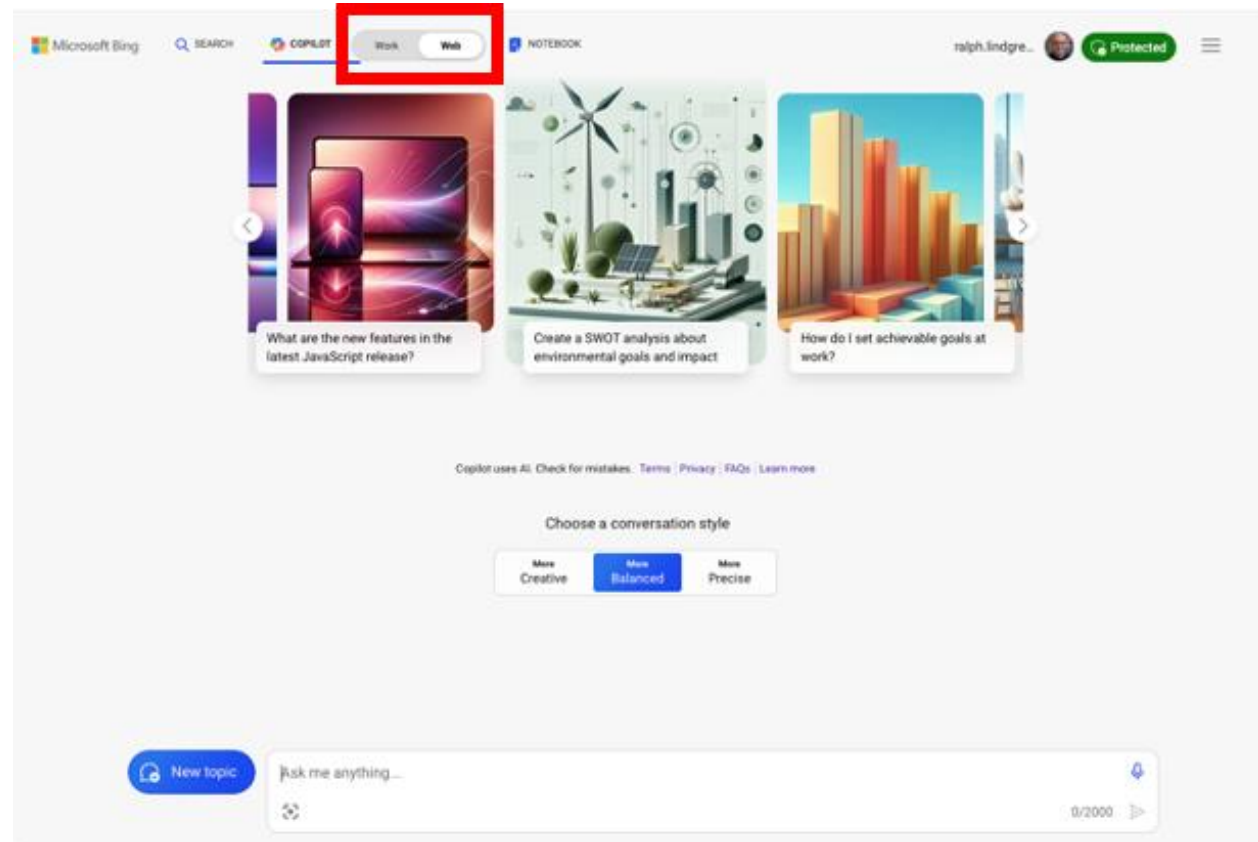 Microsoft Bing
SEARCH
COPILOT
Work
Web
NOTEBOOK
ralph.lindgre...
Protected
What are the new features in the
latest JavaScript release?
Create a SWOT analysis about
environmental goals and impact
How do I set achievable goals at
work?
Copilot uses AI. Check for mistakes. Terms | Privacy | FAQs | Learn more
Choose a conversation style
More
Creative
More
Balanced
More
Precise
New topic
Ask me anything...
0/2000